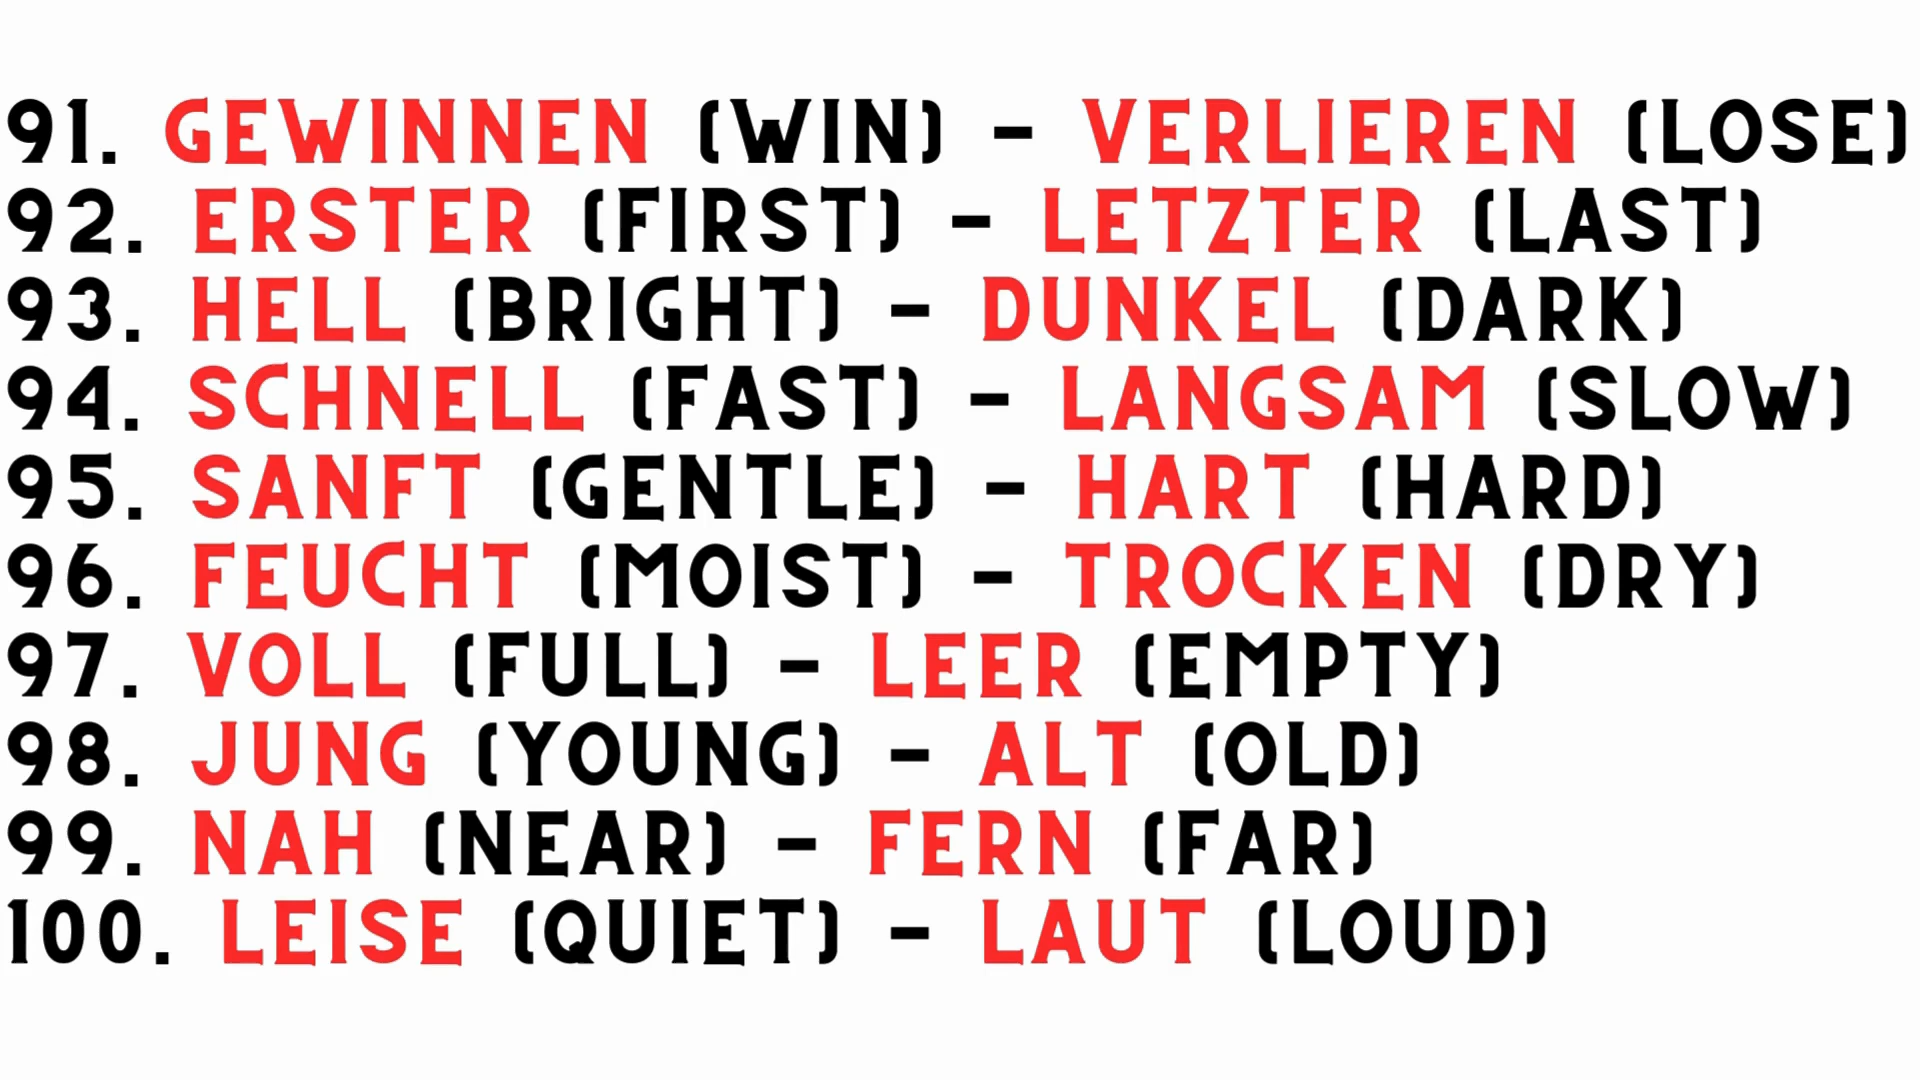 91. GEWINNEN (WIN) - VERLIEREN (LOSE)
92. ERSTER (FIRST) - LETZTER (LAST)
93. HELL (BRIGHT) - DUNKEL (DARK)
94. SCHNELL (FAST) - LANGSAM (SLOW)
95. SANFT (GENTLE) - HART (HARD)
96. FEUCHT (MOIST) - TROCKEN (DRY)
97. VOLL (FULL) - LEER (EMPTY)
98. JUNG (YOUNG) - ALT (OLD)
99. NAH (NEAR) - FERN (FAR)
100. LEISE (QUIET) - LAUT (LOUD)